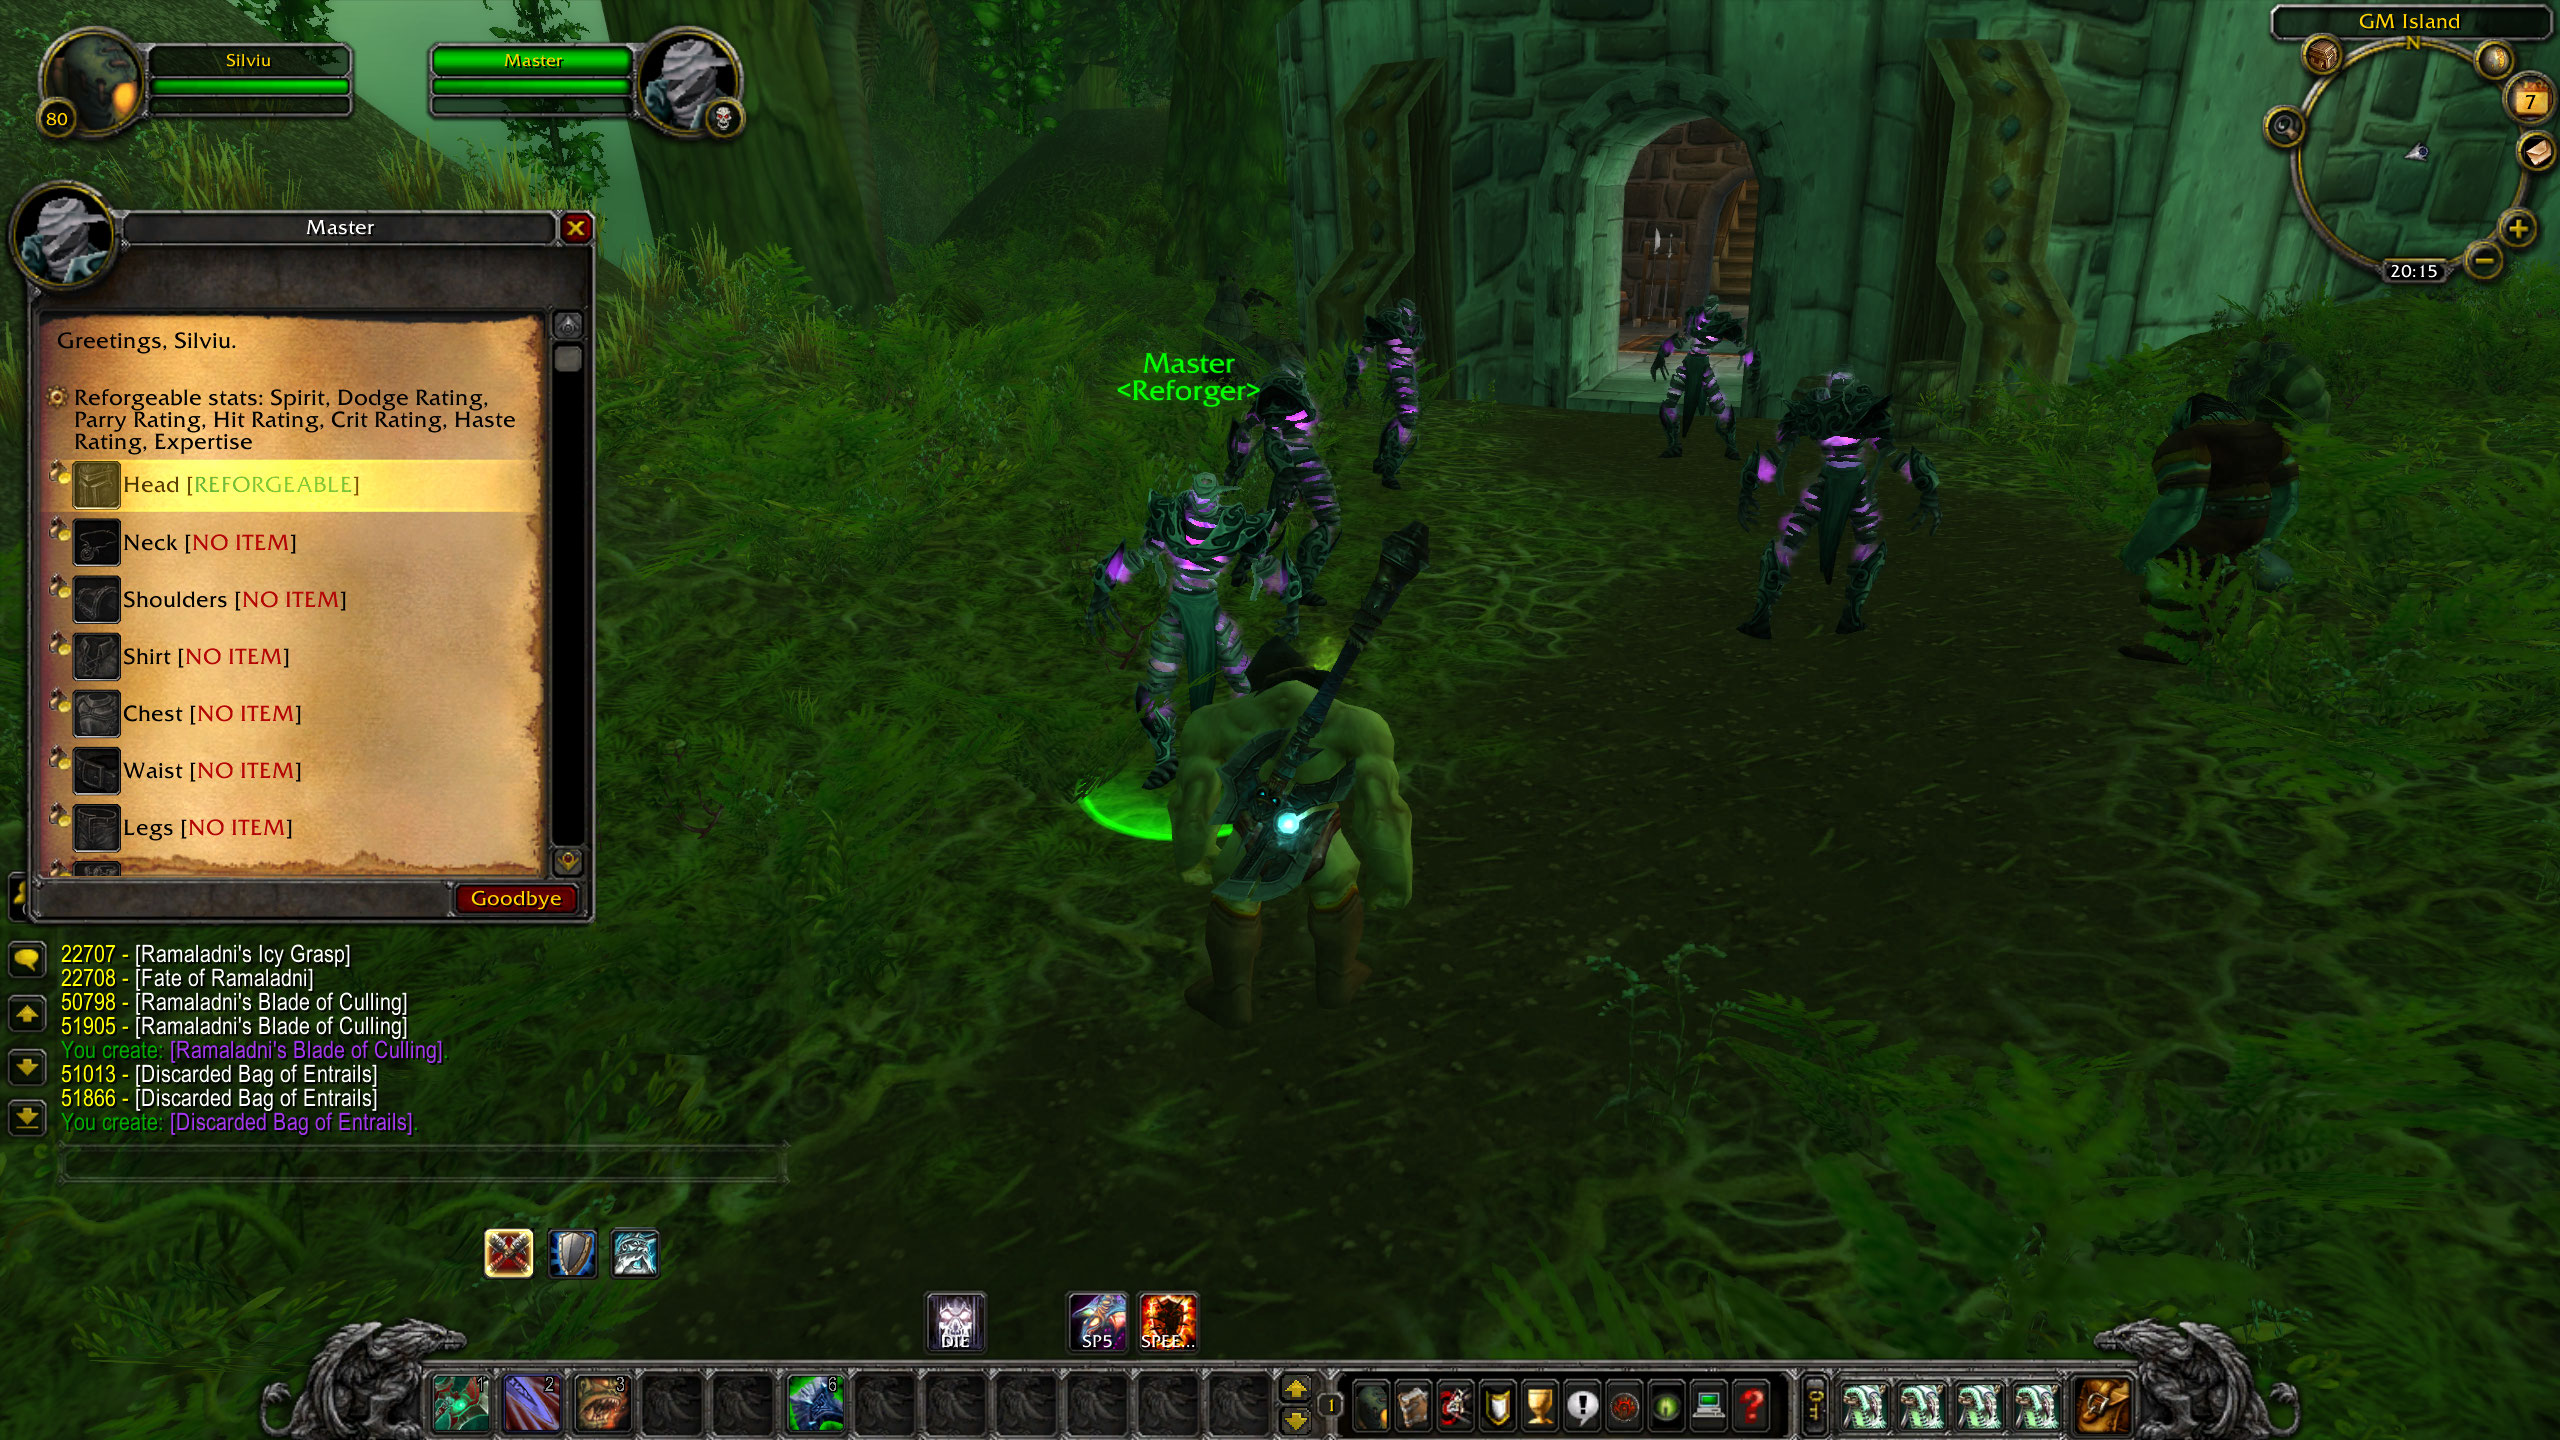 Silviu
80
Master
GM Island
N
7
20:15
Master
Greetings, Silviu.
Reforgeable stats: Spirit, Dodge Rating,
Parry Rating, Hit Rating, Crit Rating, Haste
Rating, Expertise
Head [REFORGEABLE]
Neck [NO ITEM]
Shoulders [NO ITEM]
Shirt [NO ITEM]
Chest [NO ITEM]
Waist [NO ITEM]
Legs [NO ITEM]
Goodbye
Master
<Reforger>
22707 - [Ramaladni's Icy Grasp]
22708 - [Fate of Ramaladni]
50798 - [Ramaladni's Blade of Culling]
51905 - [Ramaladni's Blade of Culling]
You create: [Ramaladni's Blade of Culling].
51013 - [Discarded Bag of Entrails]
51866 - [Discarded Bag of Entrails]
You create: [Discarded Bag of Entrails].
DIE
SP5
SPEE...
1
2
3
6
1